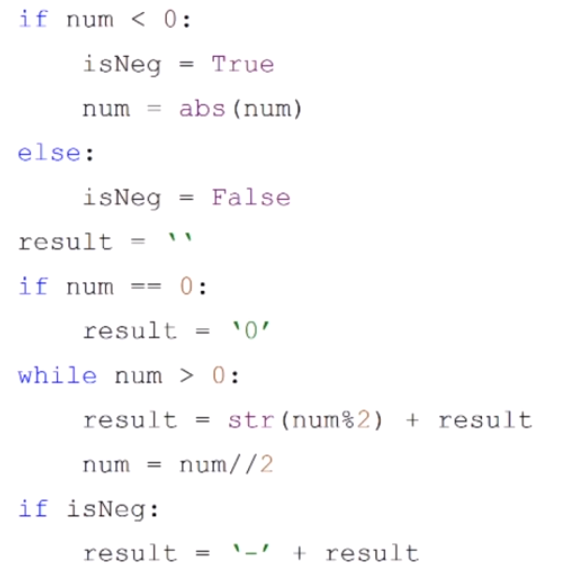 if num < 0:
    isNeg = True
    num = abs(num)
else:
    isNeg = False
result = ‘‘
if num == 0:
    result = ‘0’
while num > 0:
    result = str(num%2) + result
    num = num//2
if isNeg:
    result = ‘-’ + result